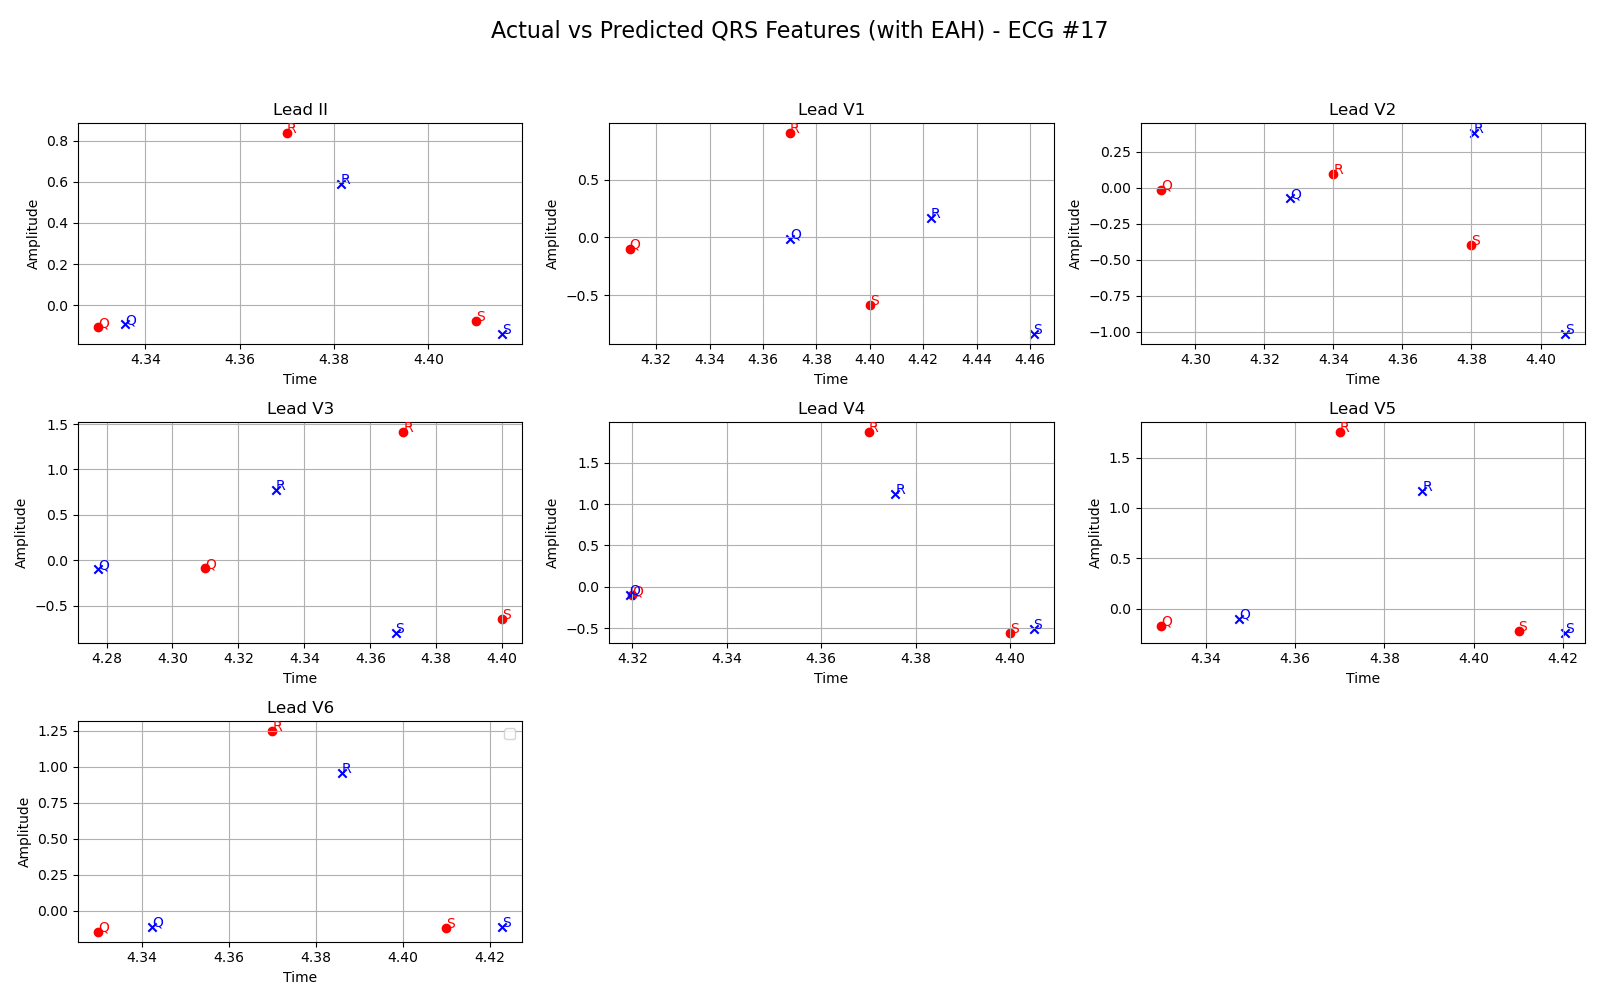 Actual vs Predicted QRS Features (with EAH) - ECG #17
Lead II
Amplitude
0.8
0.6
0.4
0.2
0.0
R
R
Q
Q
S
S
4.34
4.36
4.38
4.40
Time
Lead V1
Amplitude
0.5
0.0
−0.5
R
R
Q
Q
S
S
4.32
4.34
4.36
4.38
4.40
4.42
4.44
4.46
Time
Lead V2
Amplitude
0.25
0.00
−0.25
−0.50
−0.75
−1.00
R
R
Q
Q
S
S
4.30
4.32
4.34
4.36
4.38
4.40
Time
Lead V3
Amplitude
1.5
1.0
0.5
0.0
−0.5
R
R
Q
Q
S
S
4.28
4.30
4.32
4.34
4.36
4.38
4.40
Time
Lead V4
Amplitude
1.5
1.0
0.5
0.0
−0.5
R
R
Q
Q
S
S
4.32
4.34
4.36
4.38
4.40
Time
Lead V5
Amplitude
1.5
1.0
0.5
0.0
R
R
Q
Q
S
S
4.34
4.36
4.38
4.40
4.42
Time
Lead V6
Amplitude
1.25
1.00
0.75
0.50
0.25
0.00
R
R
Q
Q
S
S
4.34
4.36
4.38
4.40
4.42
Time